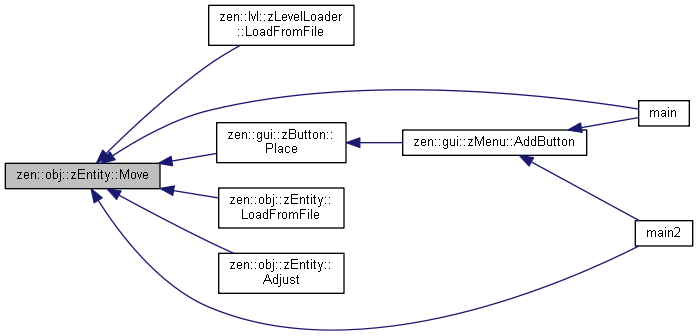 zen::lvl::zLevelLoader
::LoadFromFile
main
zen::gui::zButton::
Place
zen::gui::zMenu::AddButton
zen::obj::zEntity::Move
zen::obj::zEntity::
LoadFromFile
main2
zen::obj::zEntity::
Adjust